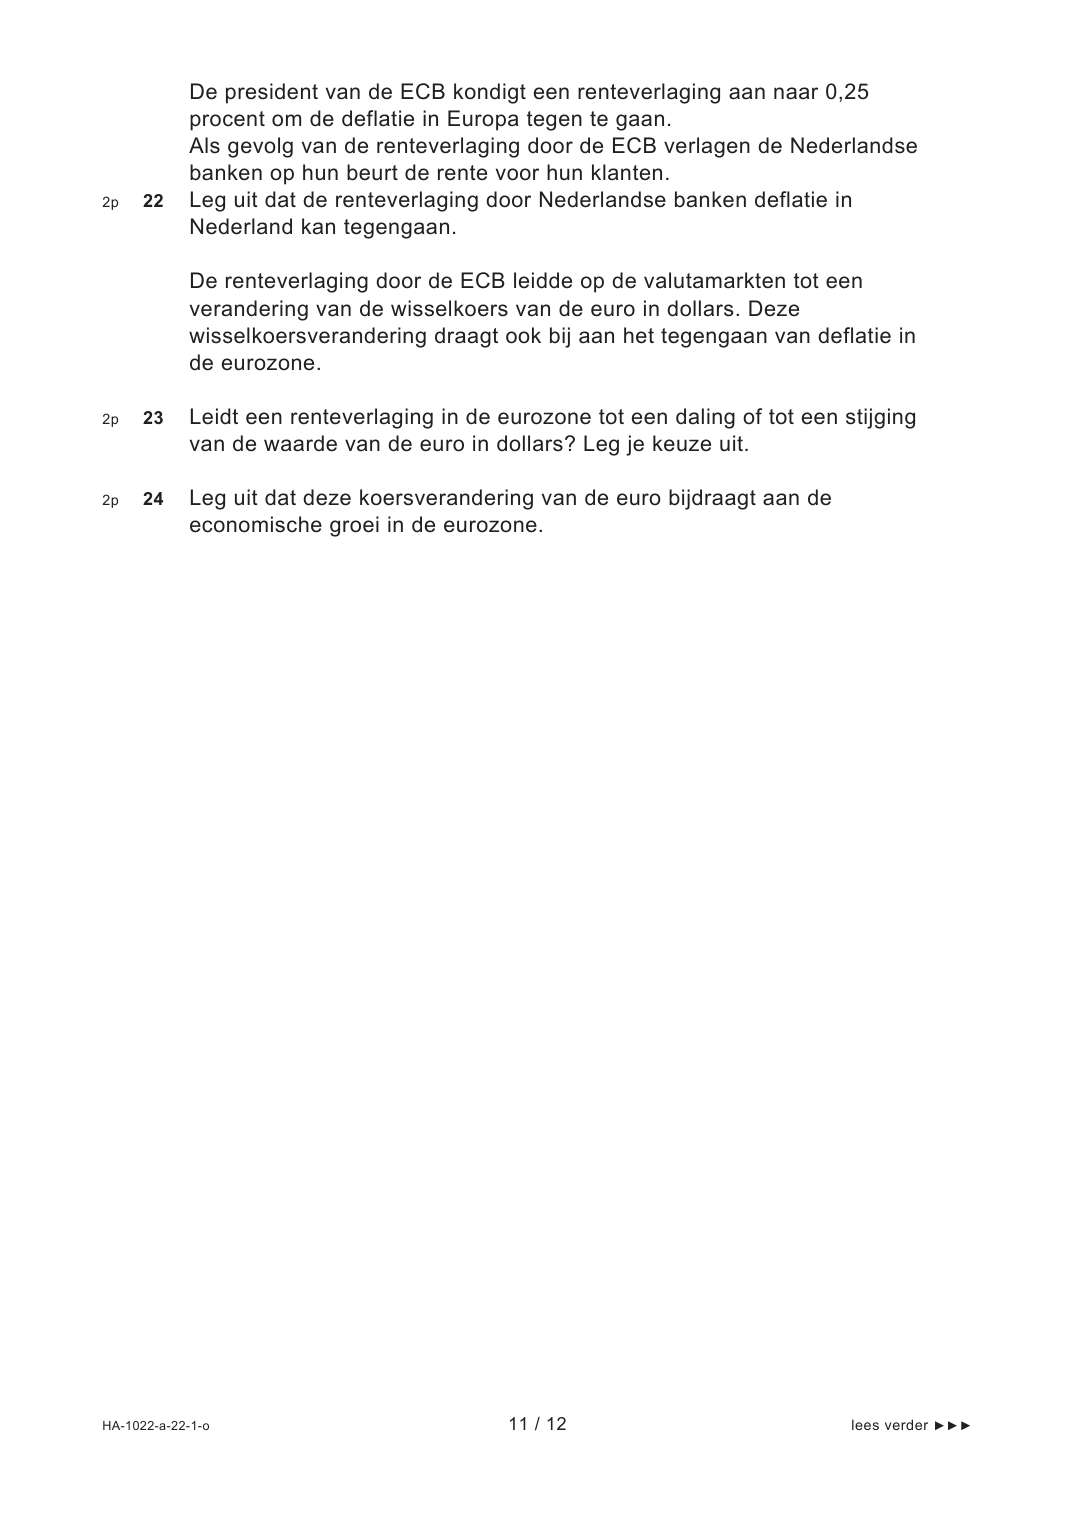 De president van de ECB kondigt een renteverlaging aan naar 0,25
procent om de deflatie in Europa tegen te gaan.
Als gevolg van de renteverlaging door de ECB verlagen de Nederlandse
banken op hun beurt de rente voor hun klanten.
2p 22 Leg uit dat de renteverlaging door Nederlandse banken deflatie in
Nederland kan tegengaan.
De renteverlaging door de ECB leidde op de valutamarkten tot een
verandering van de wisselkoers van de euro in dollars. Deze
wisselkoersverandering draagt ook bij aan het tegengaan van deflatie in
de eurozone.
2p 23 Leidt een renteverlaging in de eurozone tot een daling of tot een stijging
van de waarde van de euro in dollars? Leg je keuze uit.
2p 24 Leg uit dat deze koersverandering van de euro bijdraagt aan de
economische groei in de eurozone.
HA-1022-a-22-1-o 11 / 12 lees verder ►►►